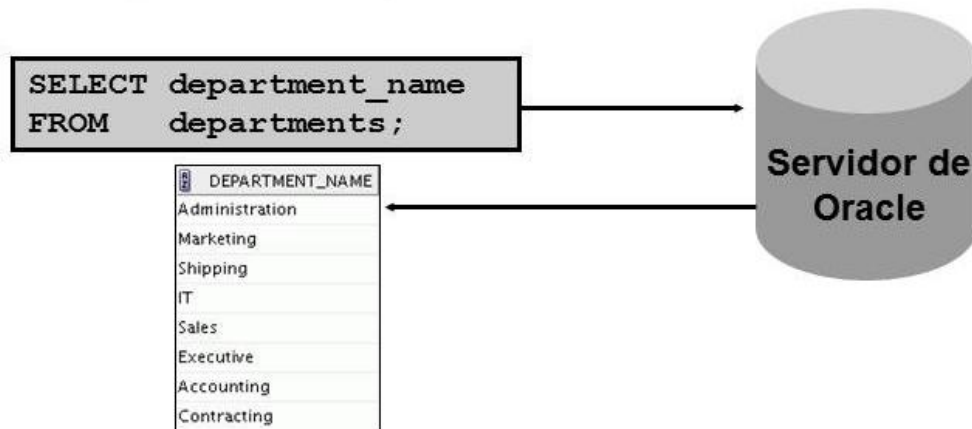 SELECT department_name
FROM departments;
Servidor de
Oracle
DEPARTMENT_NAME
Administration
Marketing
Shipping
IT
Sales
Executive
Accounting
Contracting